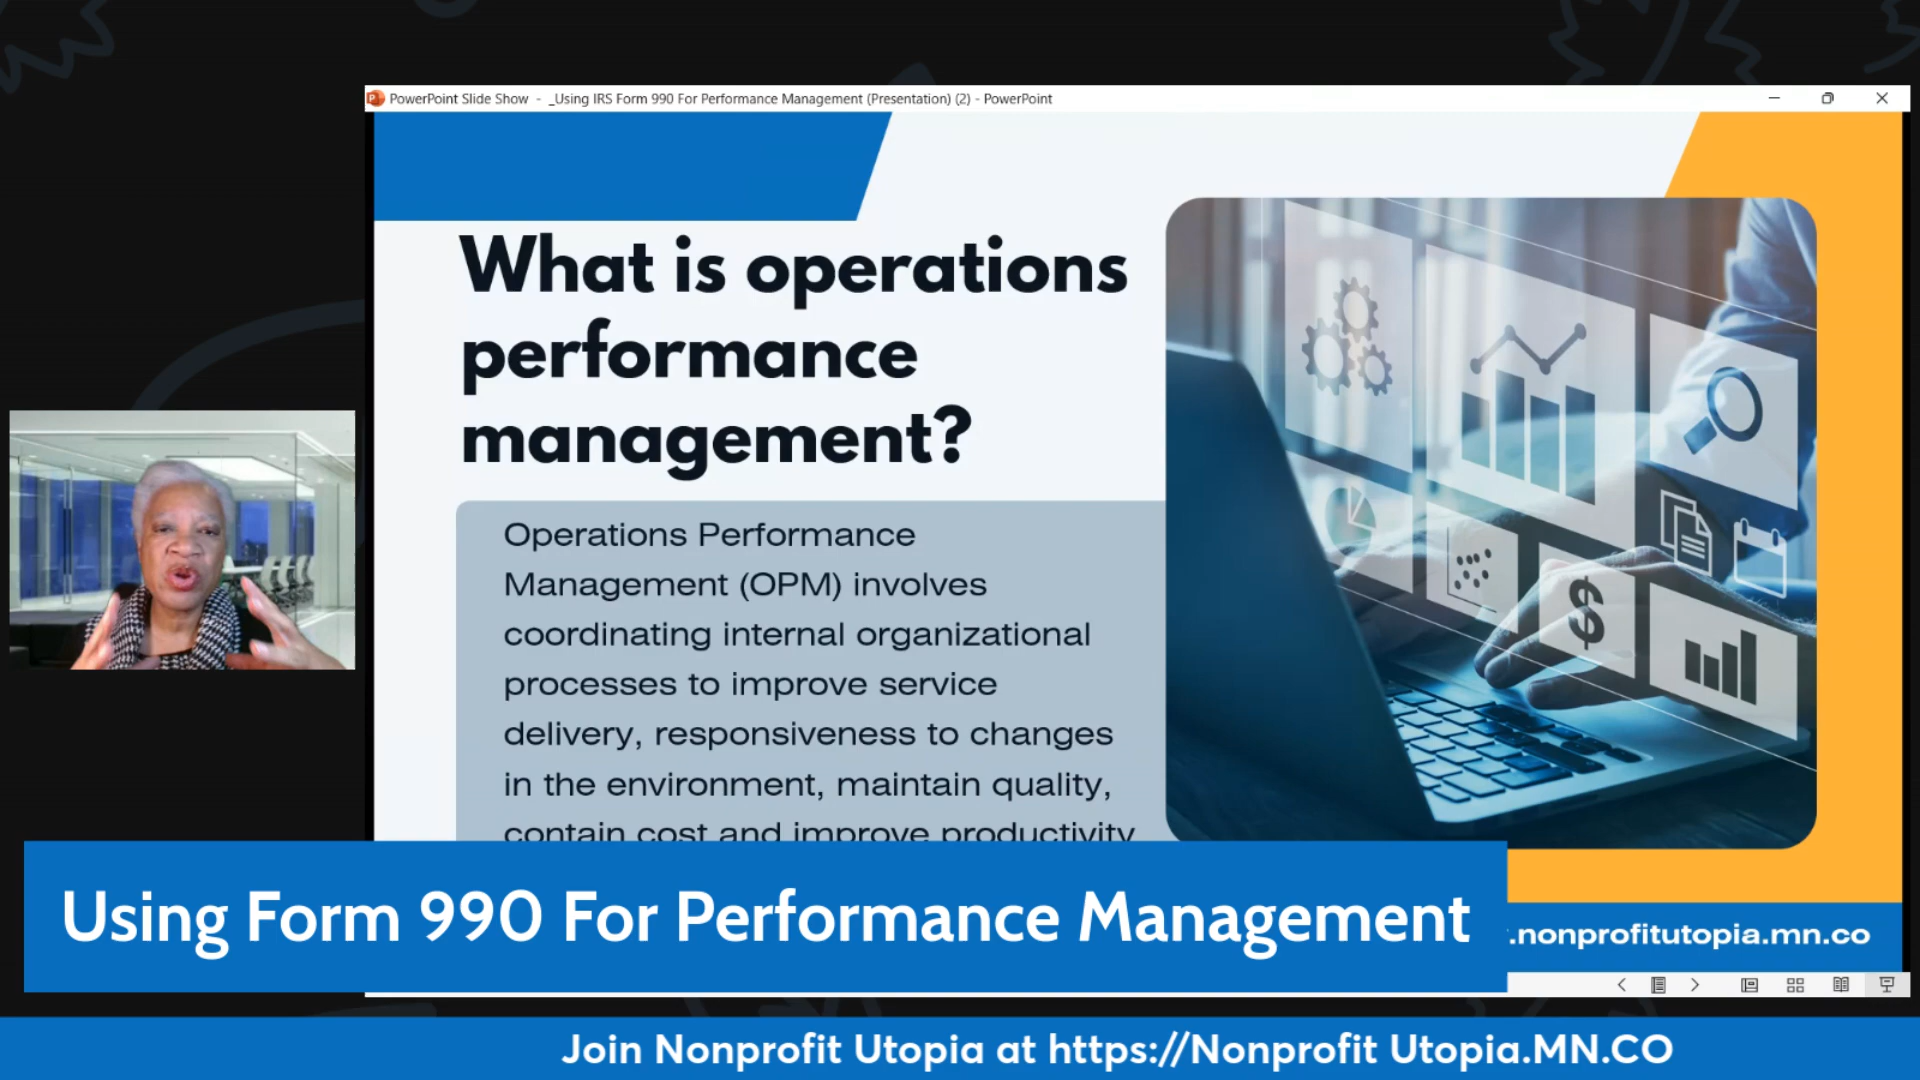 PowerPoint Slide Show - _Using IRS Form 990 For Performance Management (Presentation) (2) - PowerPoint
What is operations
performance
management?
Operations Performance
Management (OPM) involves
coordinating internal organizational
processes to improve service
delivery, responsiveness to changes
in the environment, maintain quality,
contain cost and improve productivity
Using Form 990 For Performance Management
.nonprofitutopia.mn.co
Join Nonprofit Utopia at https://Nonprofit Utopia.MN.CO